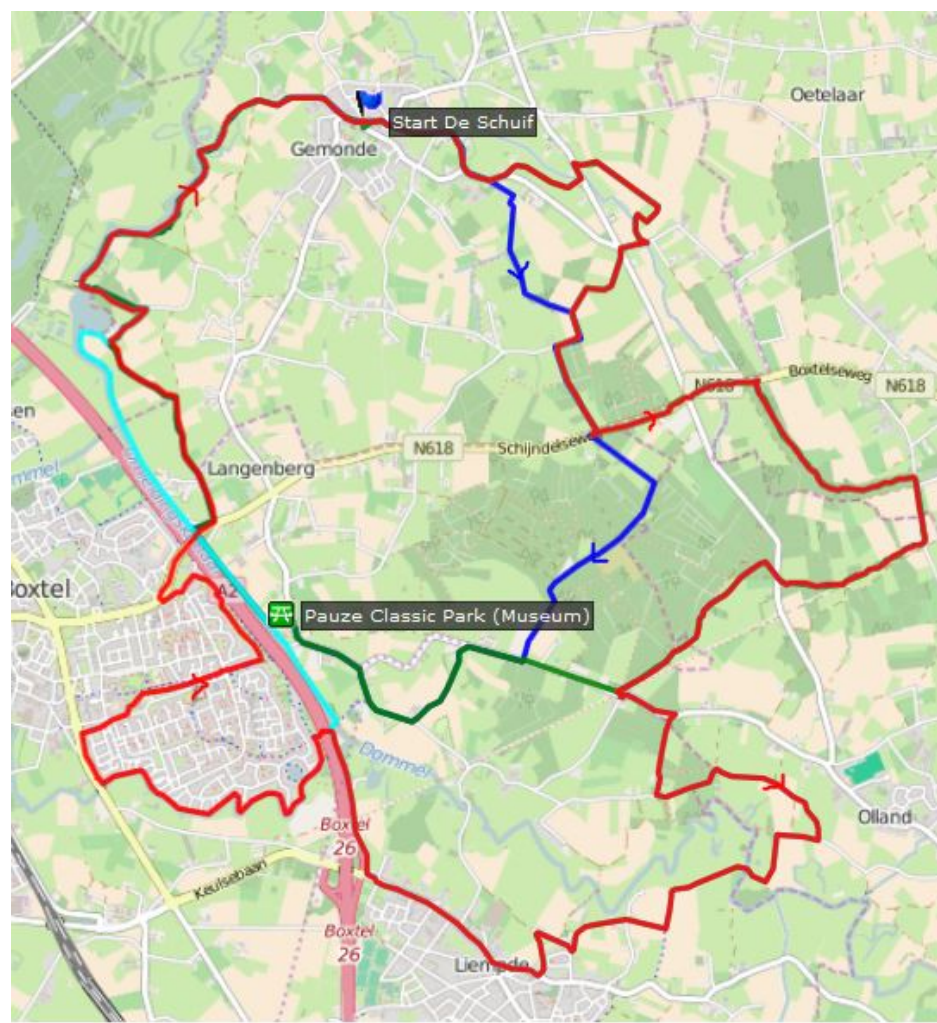 Oetelaar
Start De Schuif
Gemonde
Boxtelseweg
N618
N618
en
N618
Schijndelsew
Dommel
Langenberg
A2
Boxtel
Pauze Classic Park (Museum)
Dommel
Olland
Boxtel
26
Keulsebaan
Boxtel
26
Liempde